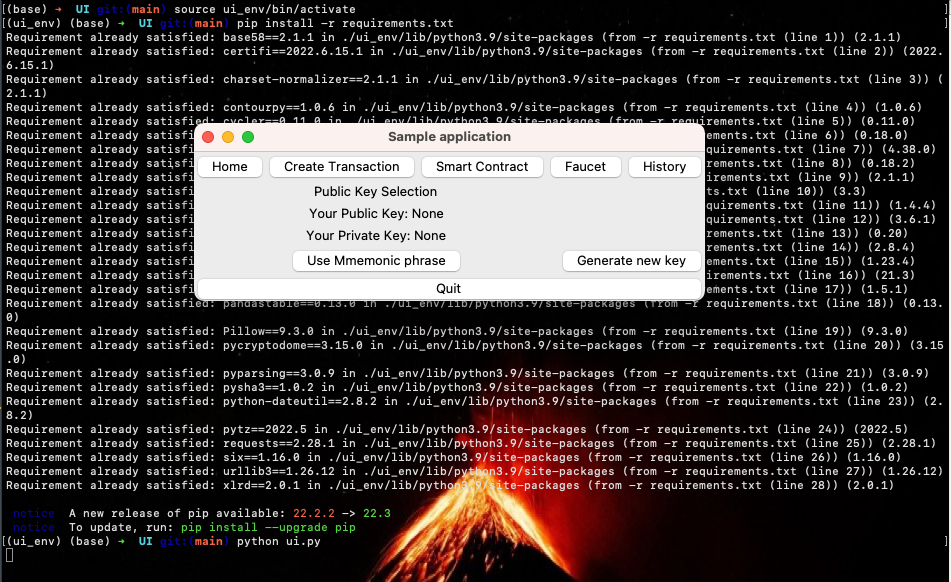 [(base) → UI git:(main) source ui_env/bin/activate ]
[(ui_env) (base) → UI git:(main) pip install -r requirements.txt ]
Requirement already satisfied: base58==2.1.1 in ./ui_env/lib/python3.9/site-packages (from -r requirements.txt (line 1)) (2.1.1)
Requirement already satisfied: certifi==2022.6.15.1 in ./ui_env/lib/python3.9/site-packages (from -r requirements.txt (line 2)) (2022.
6.15.1)
Requirement already satisfied: charset-normalizer==2.1.1 in ./ui_env/lib/python3.9/site-packages (from -r requirements.txt (line 3)) (
2.1.1)
Requirement already satisfied: contourpy==1.0.6 in ./ui_env/lib/python3.9/site-packages (from -r requirements.txt (line 4)) (1.0.6)
Requirement already satisfied: cycler==0.11.0 in ./ui_env/lib/python3.9/site-packages (from -r requirements.txt (line 5)) (0.11.0)
Requirement already satisfi ements.txt (line 6)) (0.18.0)
Requirement already satisfi ements.txt (line 7)) (4.38.0)
Requirement already satisfi uirements.txt (line 8)) (0.18.2)
Requirement already satisfi uirements.txt (line 9)) (2.1.1)
Requirement already satisfi ts.txt (line 10)) (3.3)
Requirement already satisfi uirements.txt (line 11)) (1.4.4)
Requirement already satisfi uirements.txt (line 12)) (3.6.1)
Requirement already satisfi irements.txt (line 13)) (0.20)
Requirement already satisfi irements.txt (line 14)) (2.8.4)
Requirement already satisfi ements.txt (line 15)) (1.23.4)
Requirement already satisfi uirements.txt (line 16)) (21.3)
Requirement already satisfi ements.txt (line 17)) (1.5.1)
Sample application
Home Create Transaction Smart Contract Faucet History
Public Key Selection
Your Public Key: None
Your Private Key: None
Use Mmemonic phrase Generate new key
Quit
Requirement already satisfied: pandastable==0.13.0 in ./ui_env/lib/python3.9/site-packages (from -r requirements.txt (line 18)) (0.13.
0)
Requirement already satisfied: Pillow==9.3.0 in ./ui_env/lib/python3.9/site-packages (from -r requirements.txt (line 19)) (9.3.0)
Requirement already satisfied: pycryptodome==3.15.0 in ./ui_env/lib/python3.9/site-packages (from -r requirements.txt (line 20)) (3.15
.0)
Requirement already satisfied: pyparsing==3.0.9 in ./ui_env/lib/python3.9/site-packages (from -r requirements.txt (line 21)) (3.0.9)
Requirement already satisfied: pysha3==1.0.2 in ./ui_env/lib/python3.9/site-packages (from -r requirements.txt (line 22)) (1.0.2)
Requirement already satisfied: python-dateutil==2.8.2 in ./ui_env/lib/python3.9/site-packages (from -r requirements.txt (line 23)) (2.
8.2)
Requirement already satisfied: pytz==2022.5 in ./ui_env/lib/python3.9/site-packages (from -r requirements.txt (line 24)) (2022.5)
Requirement already satisfied: requests==2.28.1 in ./ui_env/lib/python3.9/site-packages (from -r requirements.txt (line 25)) (2.28.1)
Requirement already satisfied: six==1.16.0 in ./ui_env/lib/python3.9/site-packages (from -r requirements.txt (line 26)) (1.16.0)
Requirement already satisfied: urllib3==1.26.12 in ./ui_env/lib/python3.9/site-packages (from -r requirements.txt (line 27)) (1.26.12)
Requirement already satisfied: xlrd==2.0.1 in ./ui_env/lib/python3.9/site-packages (from -r requirements.txt (line 28)) (2.0.1)
notice A new release of pip available: 22.2.2 -> 22.3
notice To update, run: pip install --upgrade pip
[(ui_env) (base) → UI git:(main) python ui.py ]